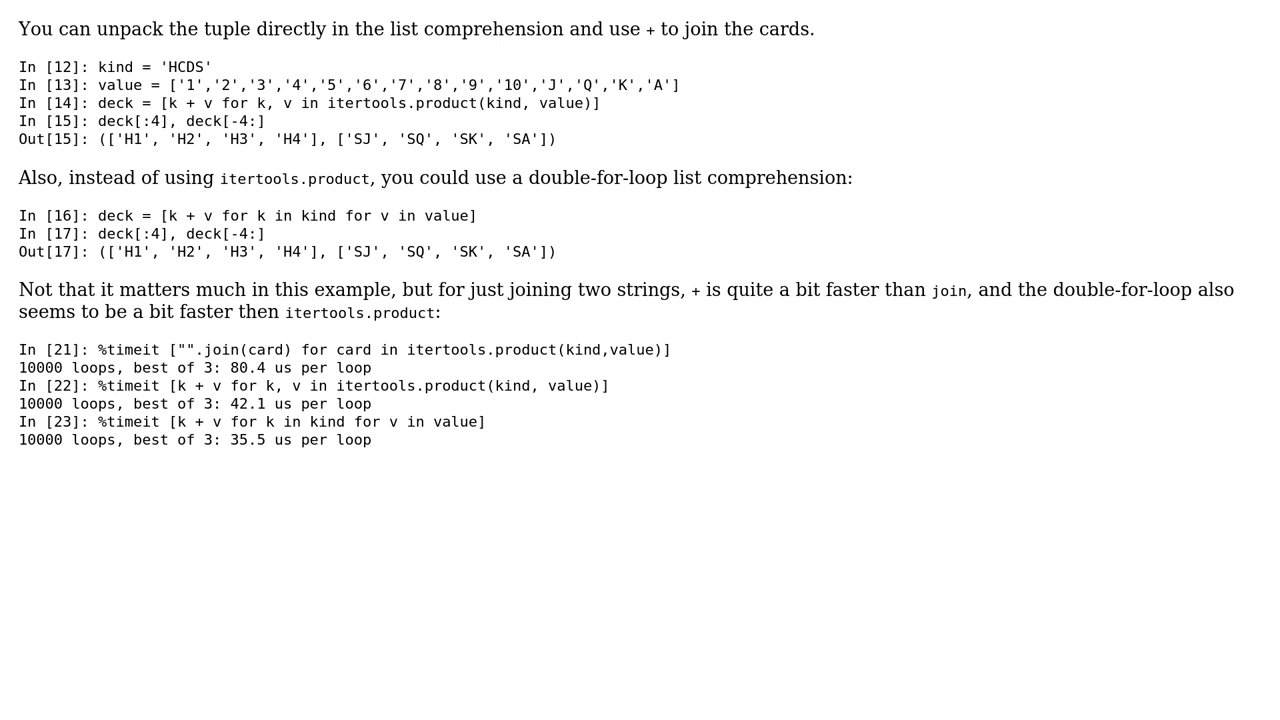 You can unpack the tuple directly in the list comprehension and use + to join the cards.
In [12]: kind = 'HCDS'
In [13]: value = ['1','2','3','4','5','6','7','8','9','10','J','Q','K','A']
In [14]: deck = [k + v for k, v in itertools.product(kind, value)]
In [15]: deck[:4], deck[-4:]
Out[15]: (['H1', 'H2', 'H3', 'H4'], ['SJ', 'SQ', 'SK', 'SA'])
Also, instead of using itertools.product, you could use a double-for-loop list comprehension:
In [16]: deck = [k + v for k in kind for v in value]
In [17]: deck[:4], deck[-4:]
Out[17]: (['H1', 'H2', 'H3', 'H4'], ['SJ', 'SQ', 'SK', 'SA'])
Not that it matters much in this example, but for just joining two strings, + is quite a bit faster than join, and the double-for-loop also
seems to be a bit faster then itertools.product:
In [21]: %timeit ["".join(card) for card in itertools.product(kind,value)]
10000 loops, best of 3: 80.4 us per loop
In [22]: %timeit [k + v for k, v in itertools.product(kind, value)]
10000 loops, best of 3: 42.1 us per loop
In [23]: %timeit [k + v for k in kind for v in value]
10000 loops, best of 3: 35.5 us per loop